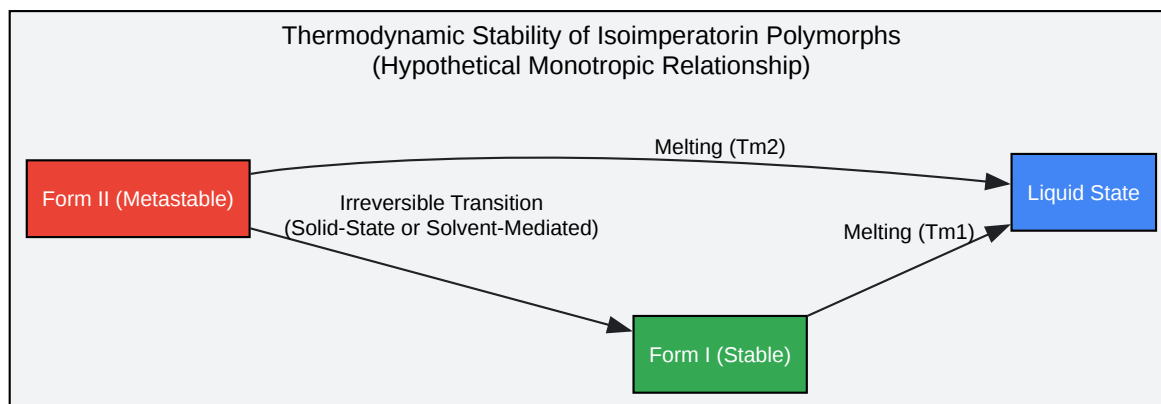 Thermodynamic Stability of Isoimperatorin Polymorphs
(Hypothetical Monotropic Relationship)
Melting (Tm2)
Form II (Metastable)
Liquid State
Irreversible Transition
(Solid-State or Solvent-Mediated)
Melting (Tm1)
Form I (Stable)